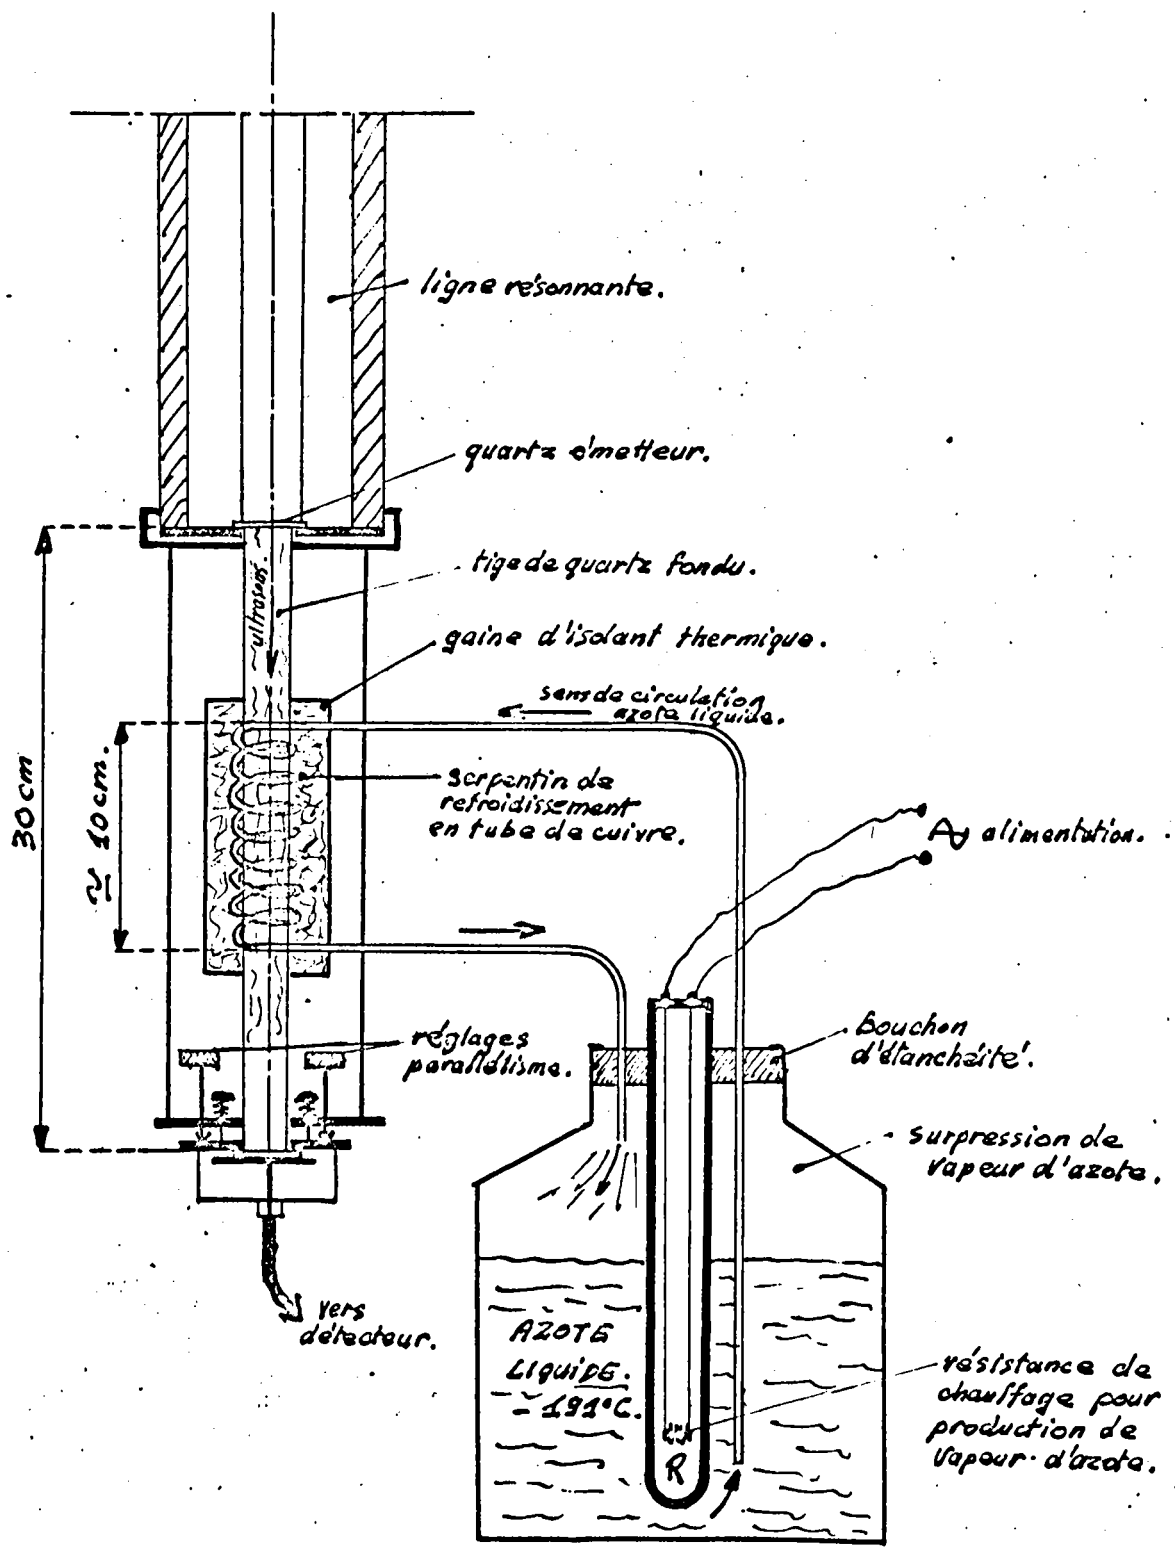 ligne résonnante.
quartz émetteur.
tige de quartz fondu.
ultrasons.
gaine d'isolant thermique.
sens de circulation
azote liquide.
30 cm
≃ 10 cm.
serpentin de
refroidissement
en tube de cuivre.
alimentation.
réglages
parallélisme.
Bouchon
d'étanchéité.
surpression de
vapeur d'azote.
vers
détecteur.
AZOTE
LIQUIDE.
≃ -191°C.
R
résistance de
chauffage pour
production de
vapeur d'azote.